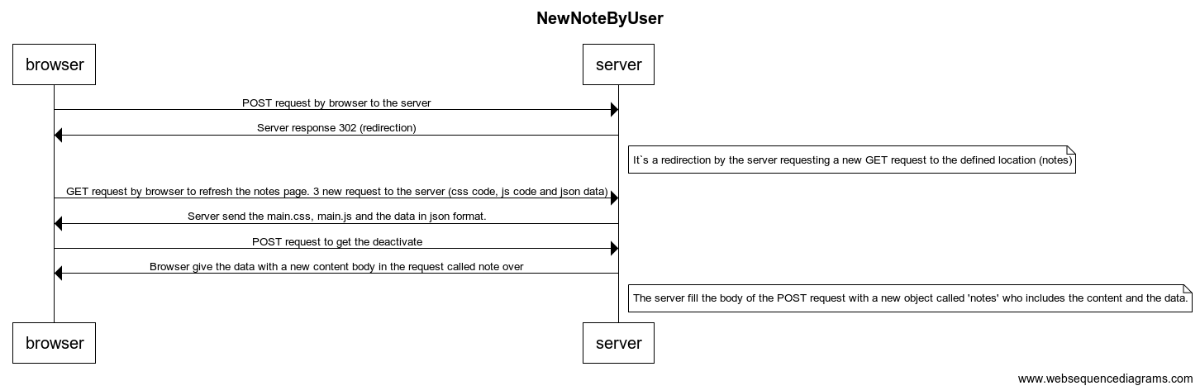 NewNoteByUser
browser
server
POST request by browser to the server
Server response 302 (redirection)
It`s a redirection by the server requesting a new GET request to the defined location (notes)
GET request by browser to refresh the notes page. 3 new request to the server (css code, js code and json data)
Server send the main.css, main.js and the data in json format.
POST request to get the deactivate
Browser give the data with a new content body in the request called note over
The server fill the body of the POST request with a new object called 'notes' who includes the content and the data.
browser
server
www.websequencediagrams.com